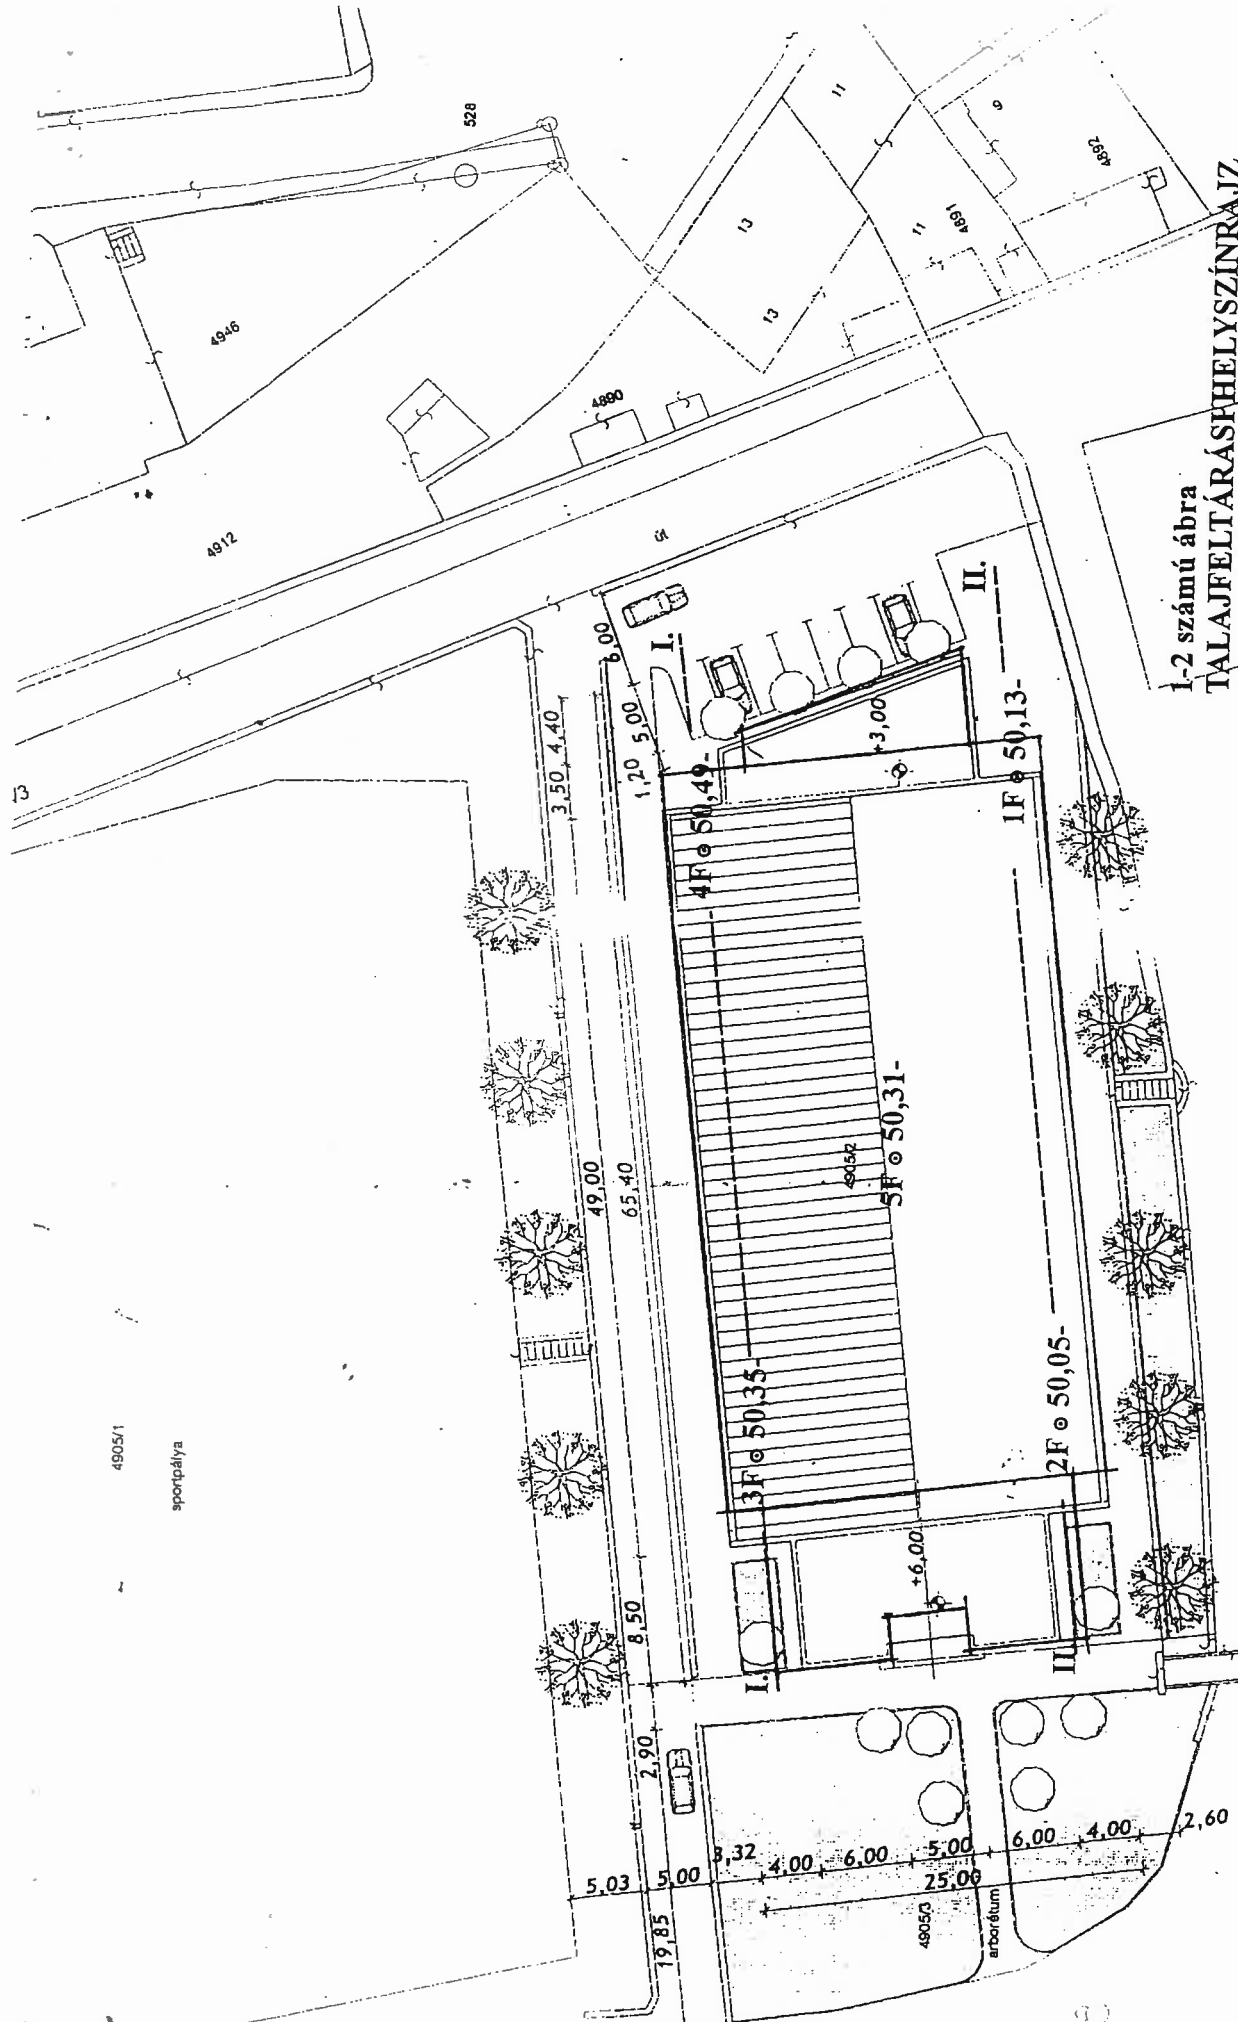 528
4946
4912
4890
út
13
13
11
11
4891
9
4892
1-2 számú ábra
TALAJFELTÁRÁSI HELYSZÍNRAJZ
6,00
I.
II.
5,00
1,20
4,40
3,50
+3,00
4F 50,49-
1F 50,13-
49,00
65,40
4905/2
5F 50,31-
4905/1
sportpálya
3F 50,35-
2F 50,05-
+6,00
8,50
I.
II.
2,90
19,85
5,03
5,00
3,32
4,00
6,00
5,00
6,00
4,00
2,60
25,00
4905/3
arborétum